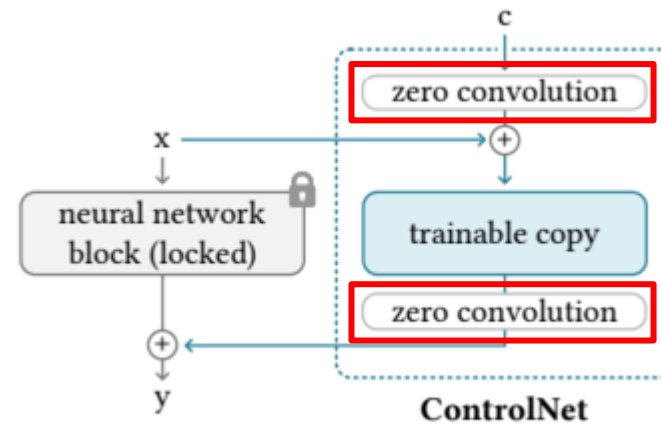 c
zero convolution
x
+
neural network
block (locked)
trainable copy
zero convolution
+
y
ControlNet